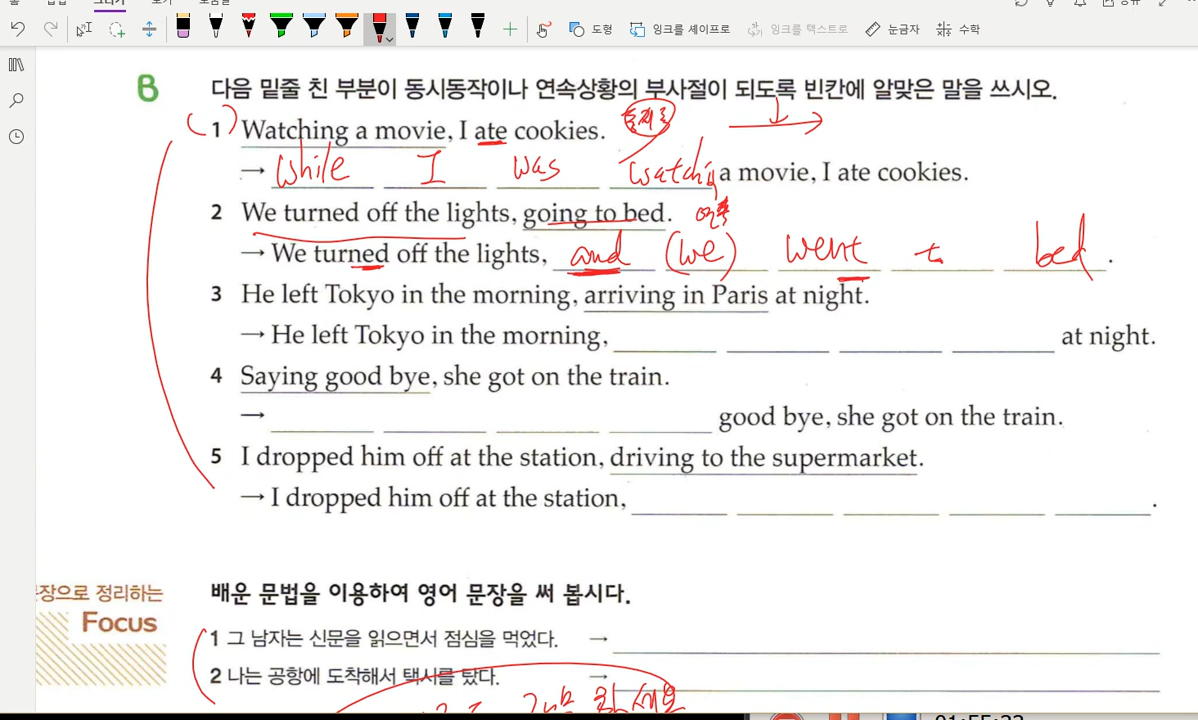 도형 잉크를 셰이프로 잉크를 텍스트로 눈금자 수학
B 다음 밑줄 친 부분이 동시동작이나 연속상황의 부사절이 되도록 빈칸에 알맞은 말을 쓰시오.
(1) Watching a movie, I ate cookies.
→ while I was watching a movie, I ate cookies.
2 We turned off the lights, going to bed.
→ We turned off the lights, and (we) went to bed.
3 He left Tokyo in the morning, arriving in Paris at night.
→ He left Tokyo in the morning, at night.
4 Saying good bye, she got on the train.
→ good bye, she got on the train.
5 I dropped him off at the station, driving to the supermarket.
→ I dropped him off at the station, .
장으로 정리하는
Focus
배운 문법을 이용하여 영어 문장을 써 봅시다.
1 그 남자는 신문을 읽으면서 점심을 먹었다. →
2 나는 공항에 도착해서 택시를 탔다. →